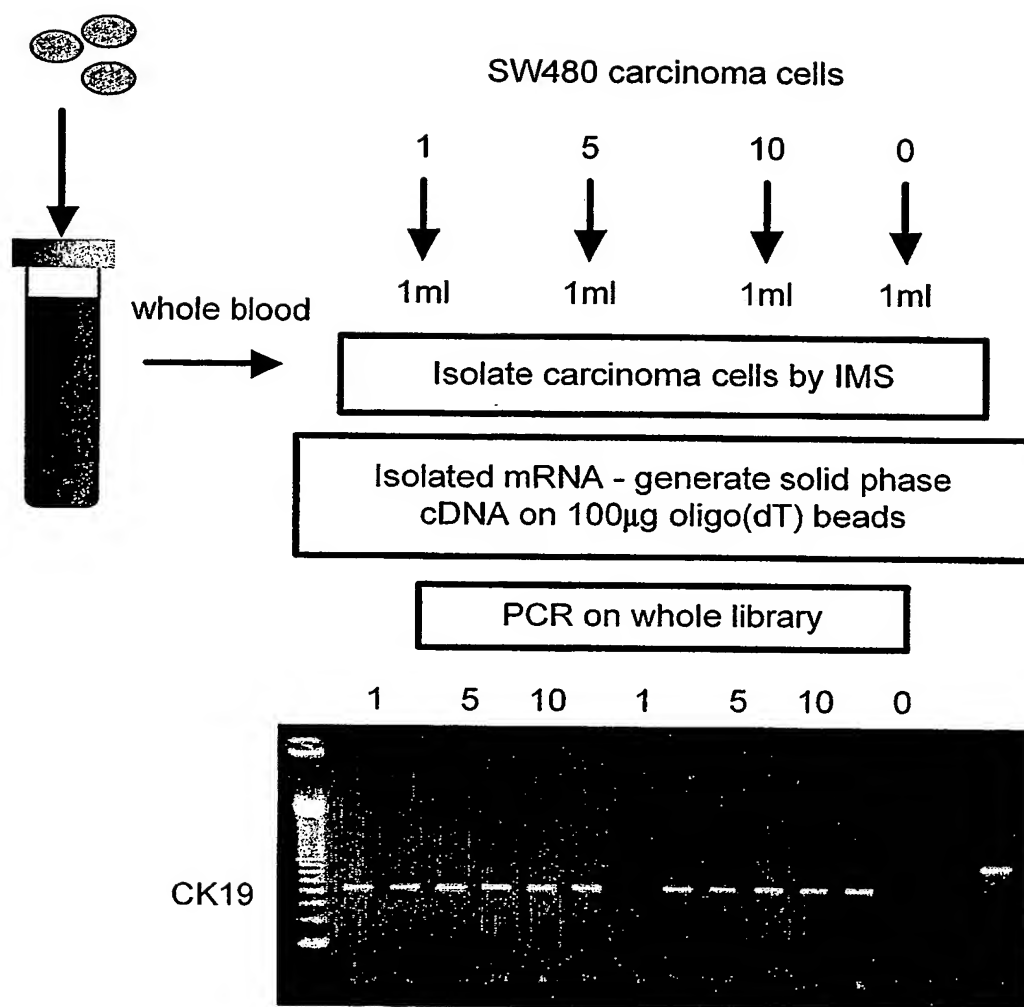 SW480 carcinoma cells
1 5 10 0
1ml 1ml 1ml 1ml
whole blood
Isolate carcinoma cells by IMS
Isolated mRNA - generate solid phase
cDNA on 100μg oligo(dT) beads
PCR on whole library
1 5 10 1 5 10 0
CK19